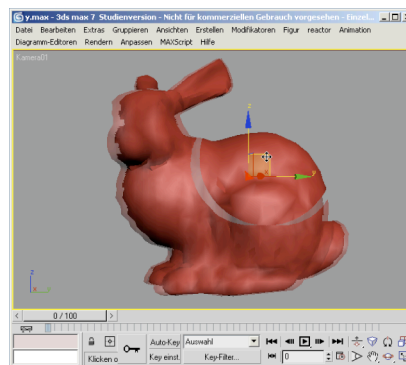 y.max - 3ds max 7 Studienversion - Nicht für kommerziellen Gebrauch vorgesehen - Einzel...
Datei Bearbeiten Extras Gruppieren Ansichten Erstellen Modifikatoren Figur reactor Animation
Diagramm-Editoren Rendern Anpassen MAXScript Hilfe
Kamera01
z
y
z
x
< 0 / 100 >
Auto-Key Auswahl
Klicken o Key einst. Key-Filter... 0